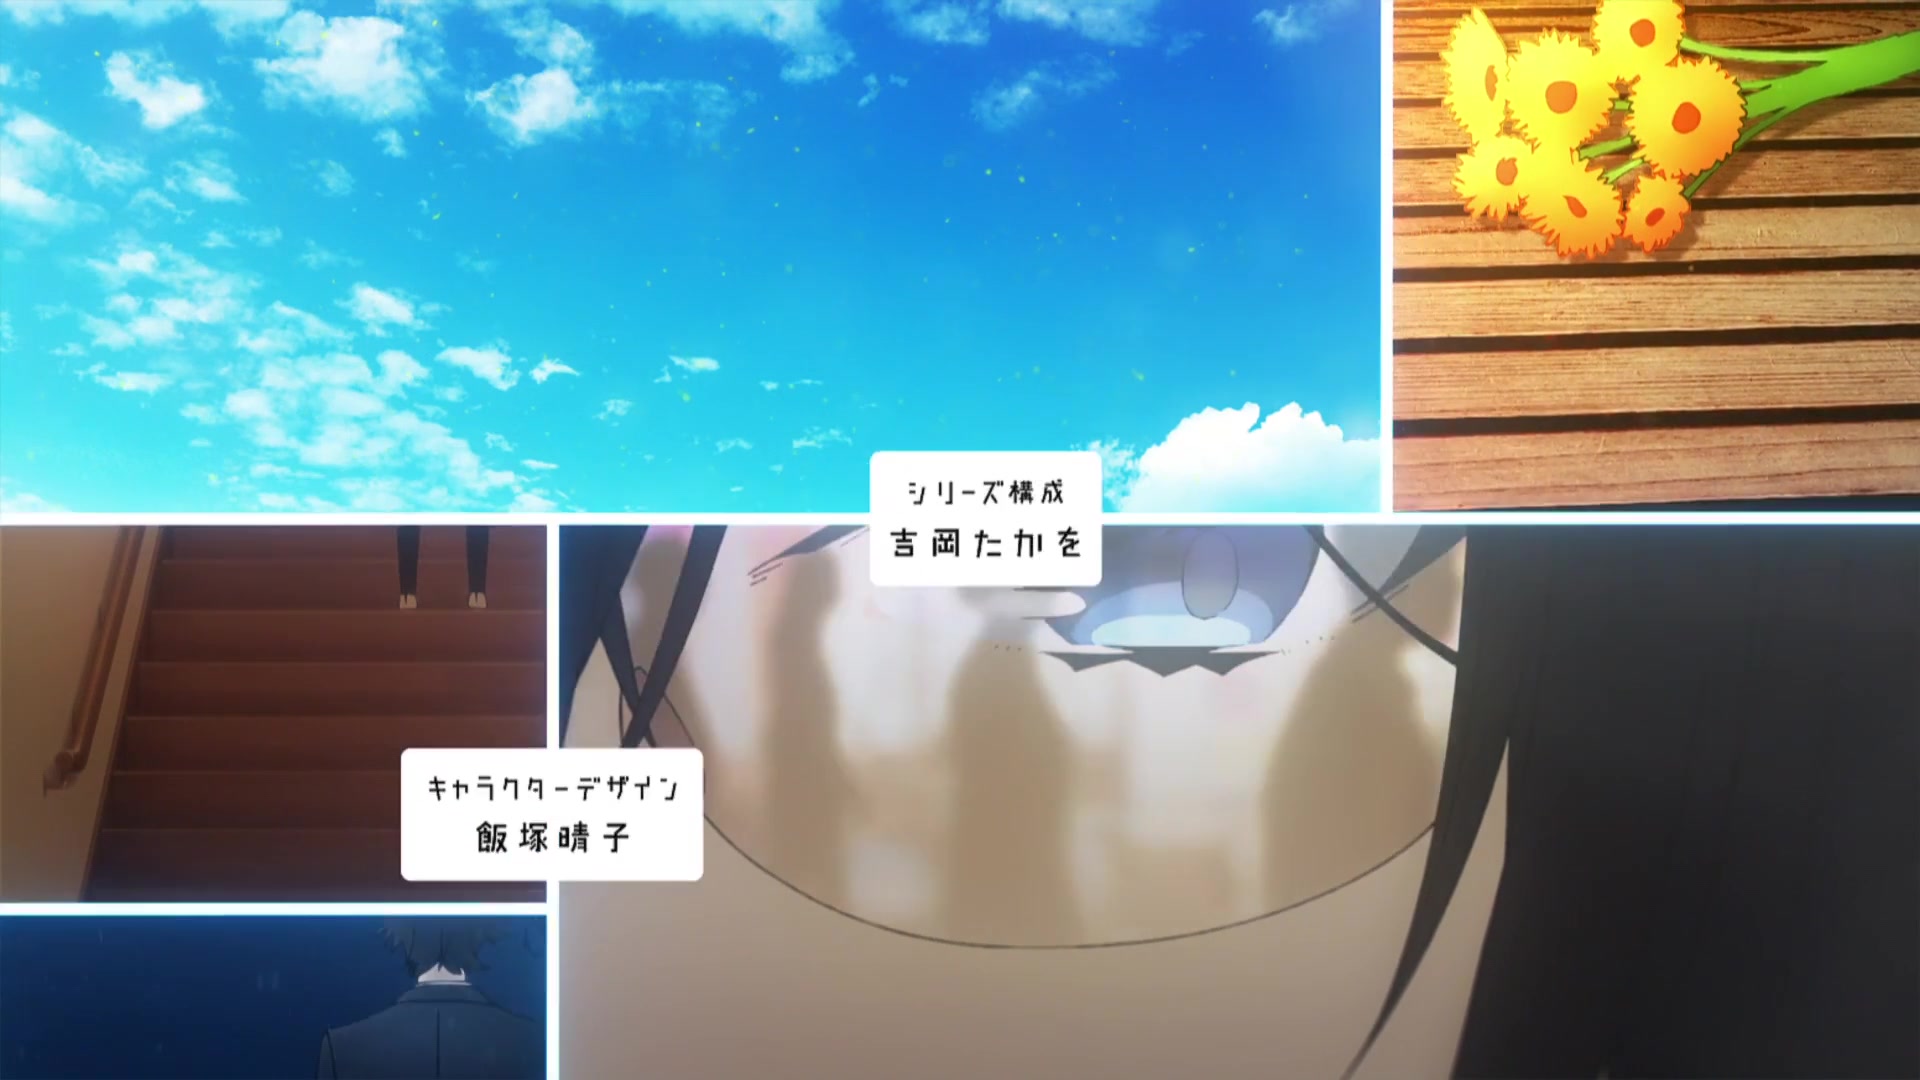 シリーズ構成
吉岡たかを
キャラクターデザイン
飯塚晴子